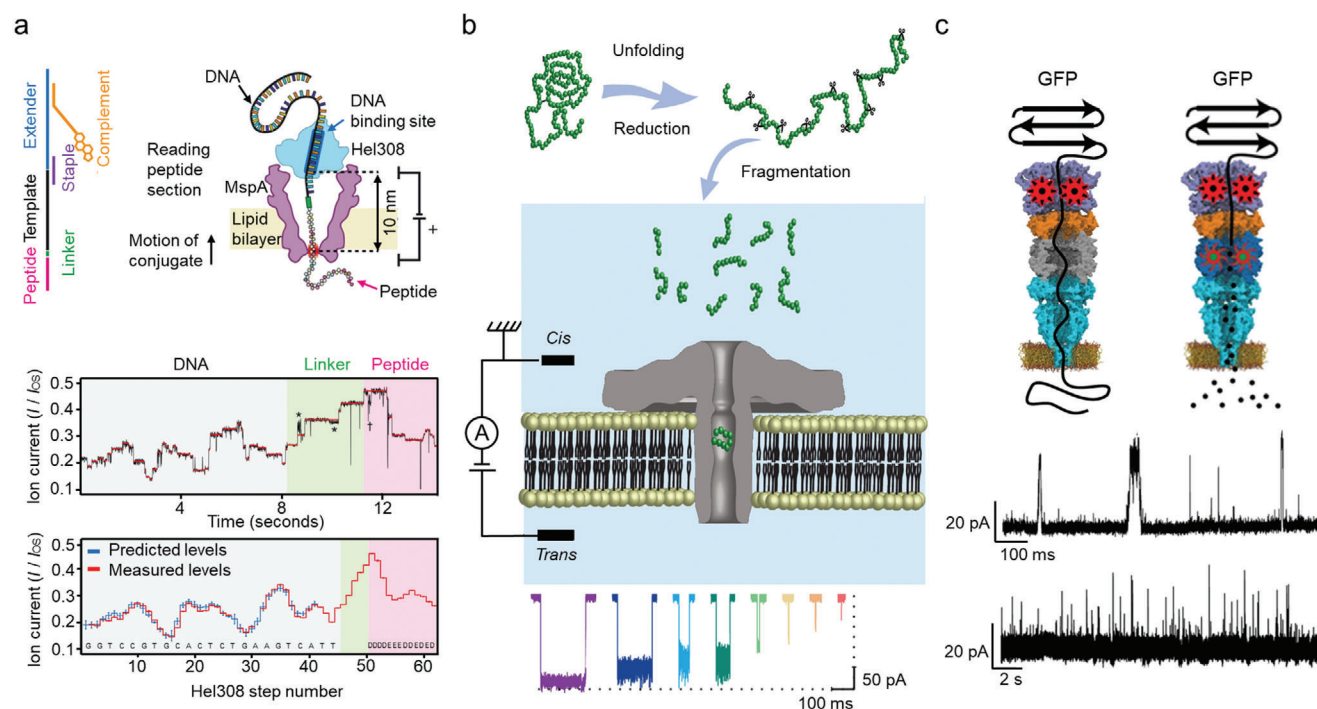 a
Extender
Complement
Staple
Template
Linker
Peptide
DNA
DNA
binding site
Hel308
Reading
peptide
section
MspA
10 nm
Lipid
bilayer
+
Motion of
conjugate
Peptide
DNA
Linker
Peptide
Ion current (I / IOS)
0.5
0.4
0.3
0.2
0.1
*
*
†
4
8
12
Time (seconds)
Ion current (I / IOS)
0.5
0.4
0.3
0.2
0.1
Predicted levels
Measured levels
G G T C C G T G C A C T C T G A A G T C A T T
DDDDEEDDEDED
10
20
30
40
50
60
Hel308 step number
b
Unfolding
Reduction
Fragmentation
Cis
A
Trans
50 pA
100 ms
c
GFP
GFP
20 pA
100 ms
20 pA
2 s